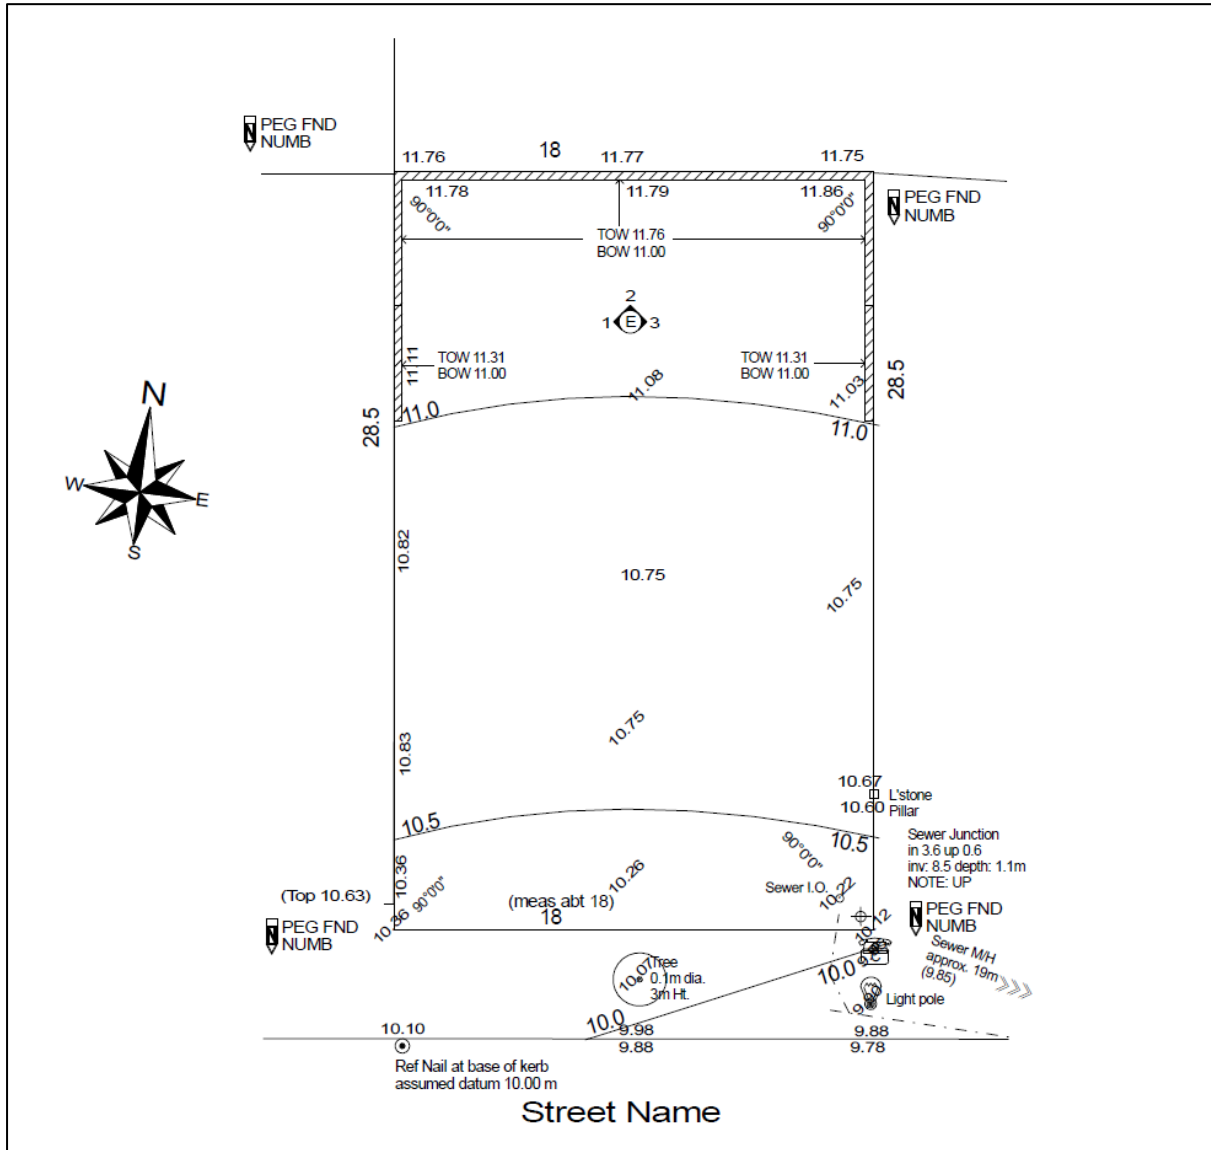 PEG FND
NUMB
18
11.76
11.77
11.75
11.78
11.79
11.86
90°0'0"
90°0'0"
PEG FND
NUMB
TOW 11.76
BOW 11.00
2
1 E 3
11.11
TOW 11.31
BOW 11.00
TOW 11.31
BOW 11.00
11.08
11.03
28.5
28.5
11.0
11.0
N
W
E
S
10.82
10.75
10.75
10.75
10.83
10.67
10.60
L'stone
Pillar
10.5
10.5
90°0'0"
Sewer Junction
in 3.6 up 0.6
inv: 8.5 depth: 1.1m
NOTE: UP
10.36
90°0'0"
10.26
Sewer I.O.
10.22
(Top 10.63)
(meas abt 18)
18
10.36
10.12
PEG FND
NUMB
PEG FND
NUMB
Sewer M/H
approx. 19m
(9.85)
10.07
Tree
0.1m dia.
3m Ht.
10.0
10.0
Light pole
10.10
9.98
9.88
9.88
9.78
Ref Nail at base of kerb
assumed datum 10.00 m
Street Name